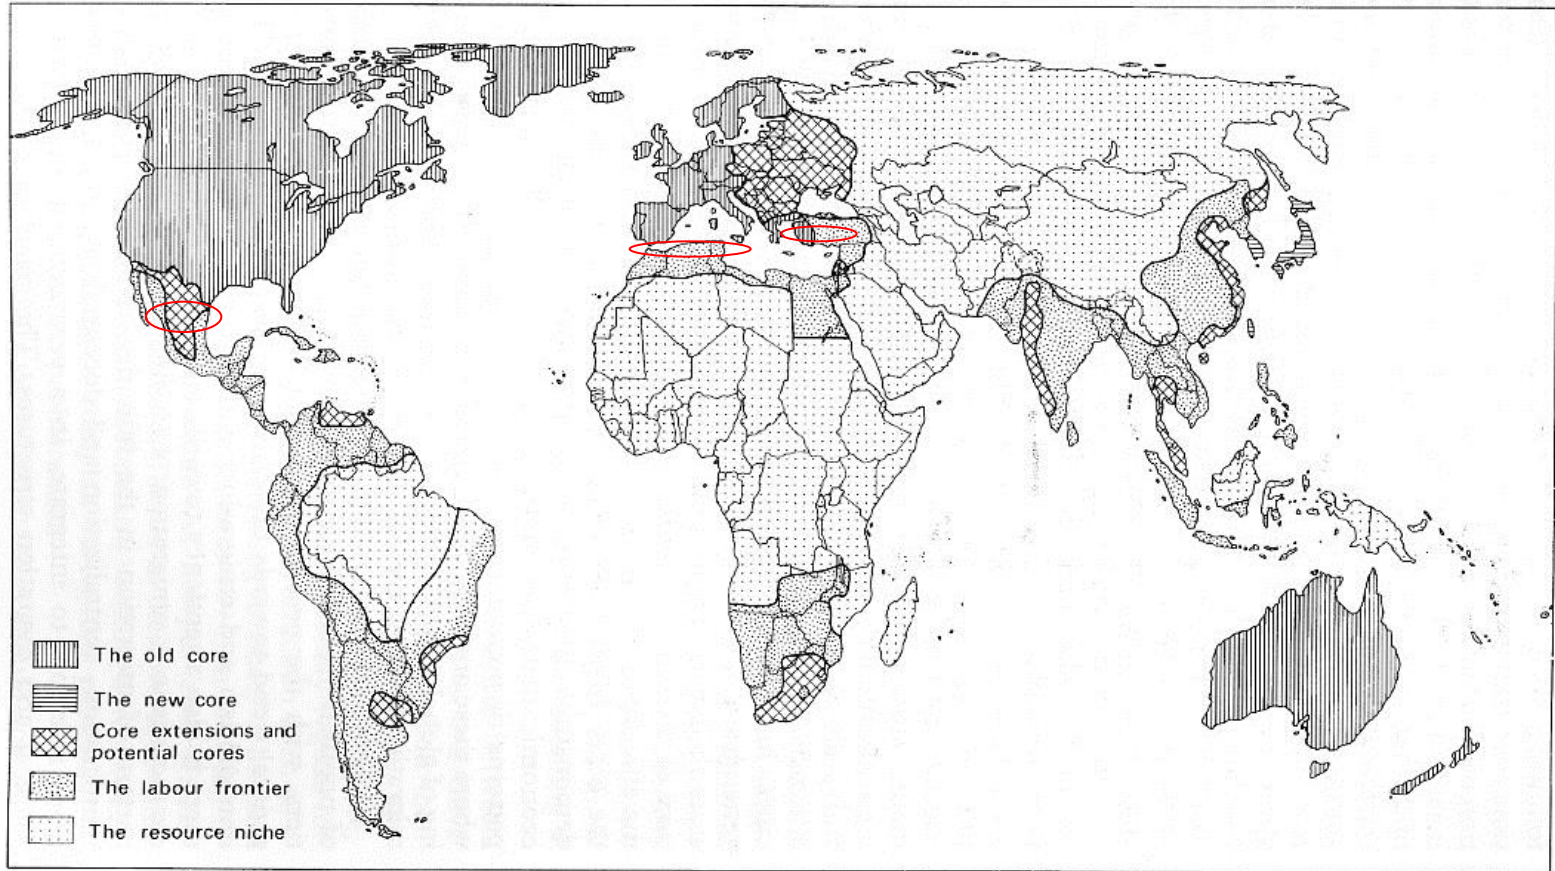 The old core
The new core
Core extensions and
potential cores
The labour frontier
The resource niche